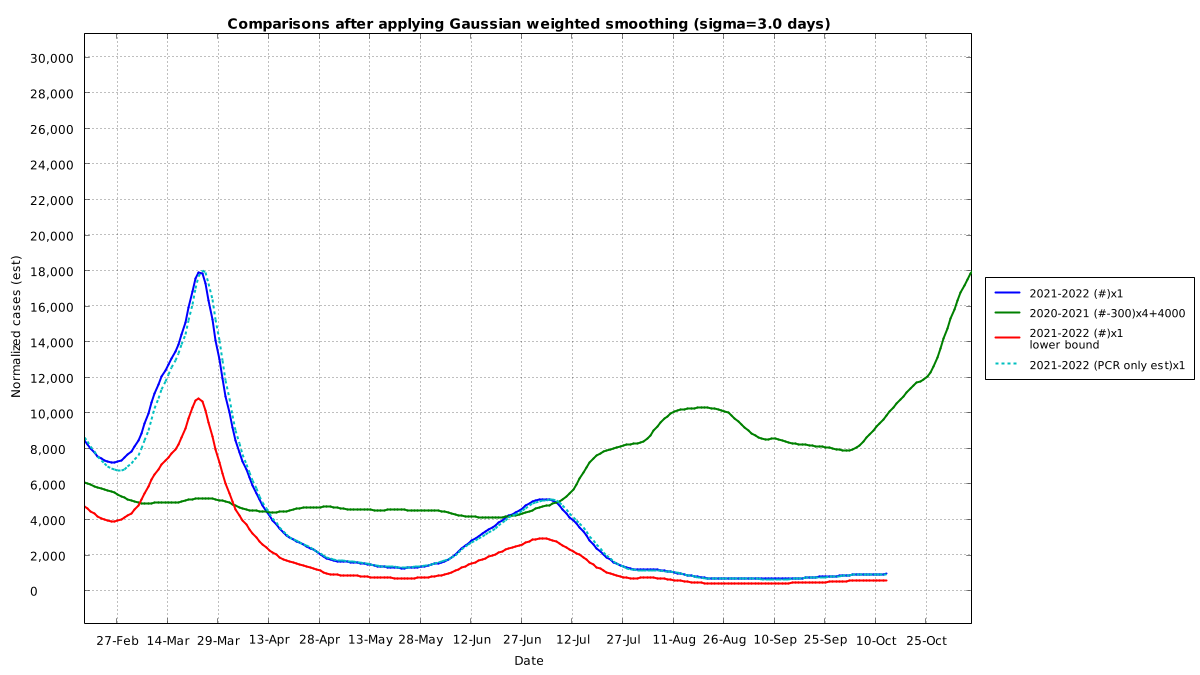 Comparisons after applying Gaussian weighted smoothing (sigma=3.0 days)
Normalized cases (est)
30,000
28,000
26,000
24,000
22,000
20,000
18,000
16,000
14,000
12,000
10,000
8,000
6,000
4,000
2,000
0
27-Feb 14-Mar 29-Mar 13-Apr 28-Apr 13-May 28-May 12-Jun 27-Jun 12-Jul 27-Jul 11-Aug 26-Aug 10-Sep 25-Sep 10-Oct 25-Oct
Date
2021-2022 (#)x1
2020-2021 (#-300)x4+4000
2021-2022 (#)x1
lower bound
2021-2022 (PCR only est)x1